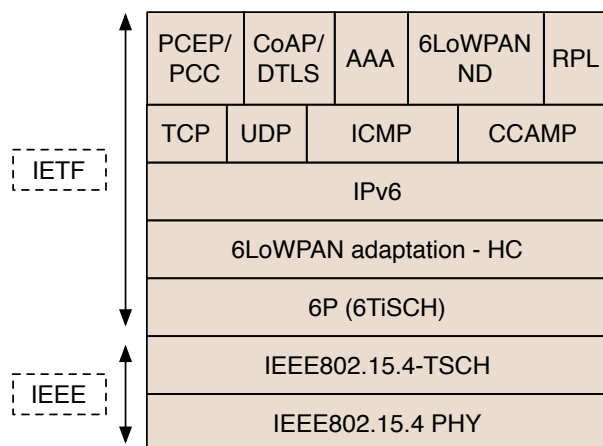 PCEP/
PCC
CoAP/
DTLS
AAA
6LoWPAN
ND
RPL
TCP
UDP
ICMP
CCAMP
IETF
IPv6
6LoWPAN adaptation - HC
6P (6TiSCH)
IEEE802.15.4-TSCH
IEEE
IEEE802.15.4 PHY